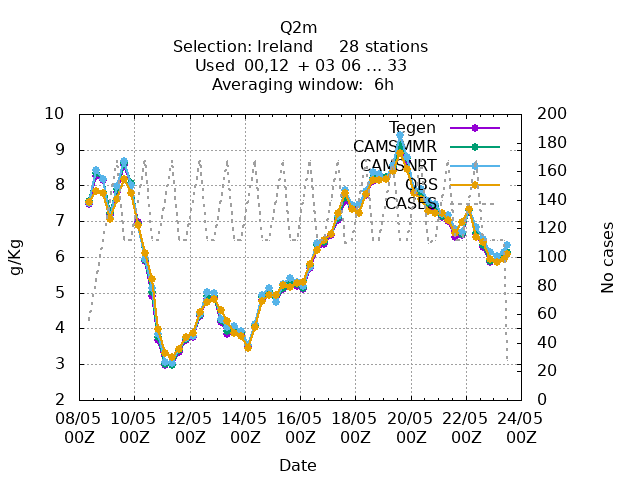 Q2m
Selection: Ireland 28 stations
Used 00,12 + 03 06 ... 33
Averaging window: 6h
10 200
9 180
8 160
7 140
6 120
5 100
4 80
3 60
2 40
20
0
Tegen
CAMSMMR
CAMSNRT
OBS
CASES
g/Kg
No cases
08/05 10/05 12/05 14/05 16/05 18/05 20/05 22/05 24/05
00Z 00Z 00Z 00Z 00Z 00Z 00Z 00Z 00Z
Date